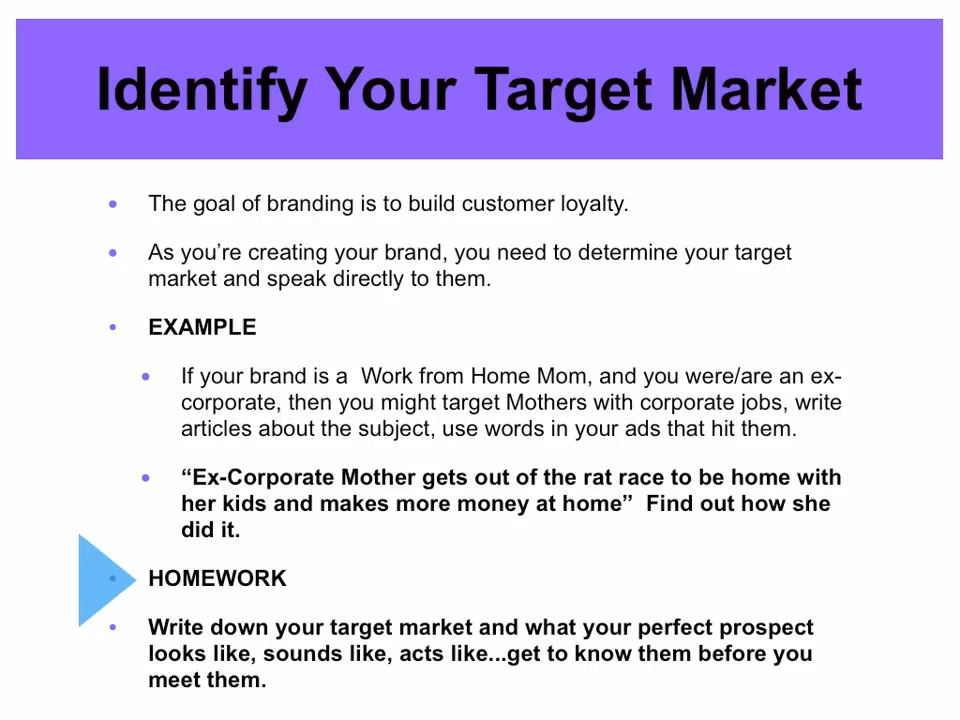 Identify Your Target Market
The goal of branding is to build customer loyalty.
As you’re creating your brand, you need to determine your target
market and speak directly to them.
EXAMPLE
If your brand is a  Work from Home Mom, and you were/are an ex-
corporate, then you might target Mothers with corporate jobs, write
articles about the subject, use words in your ads that hit them.
“Ex-Corporate Mother gets out of the rat race to be home with
her kids and makes more money at home”  Find out how she
did it.
HOMEWORK
Write down your target market and what your perfect prospect
looks like, sounds like, acts like...get to know them before you
meet them.